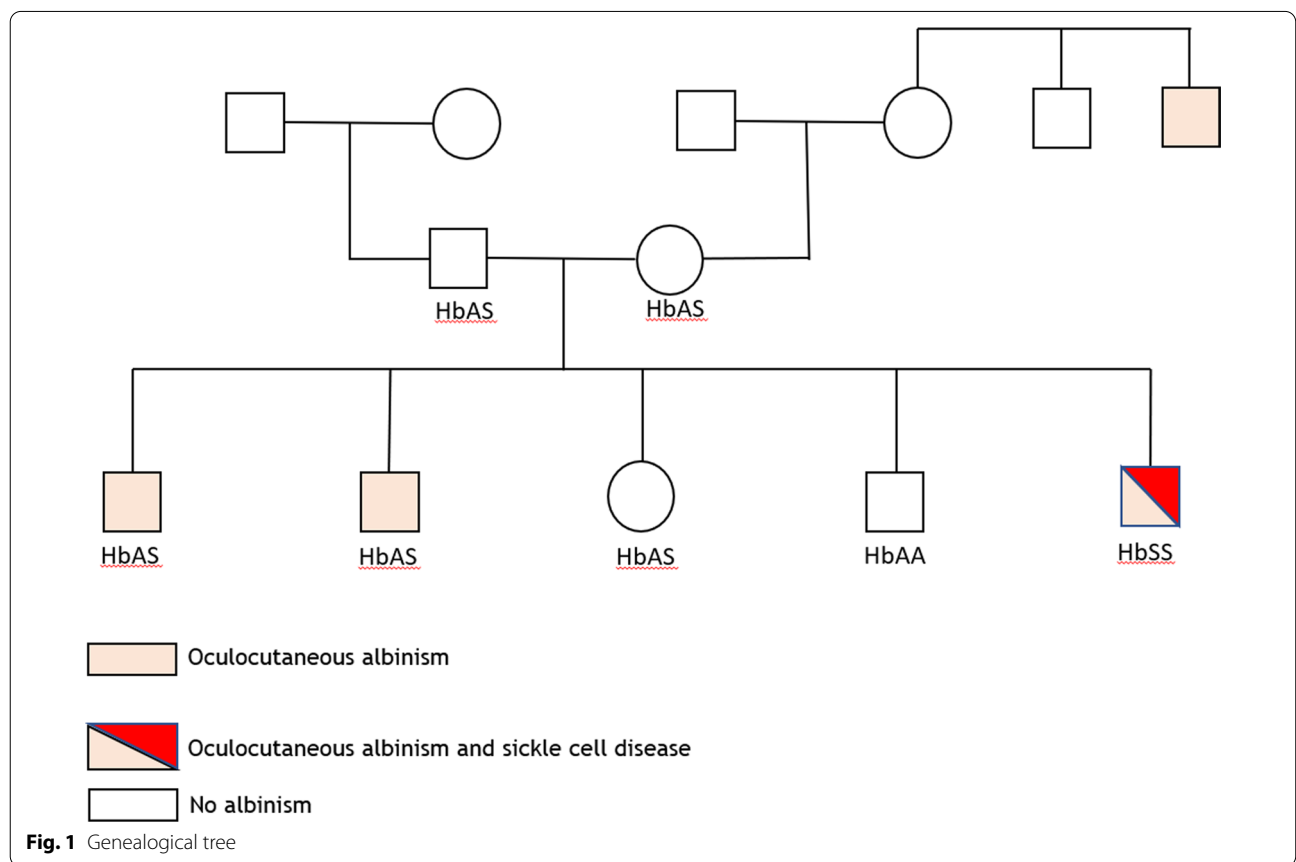 HbAS
HbAS
HbAS
HbAS
HbAS
HbAA
HbSS
Oculocutaneous albinism
Oculocutaneous albinism and sickle cell disease
No albinism
Fig. 1 Genealogical tree